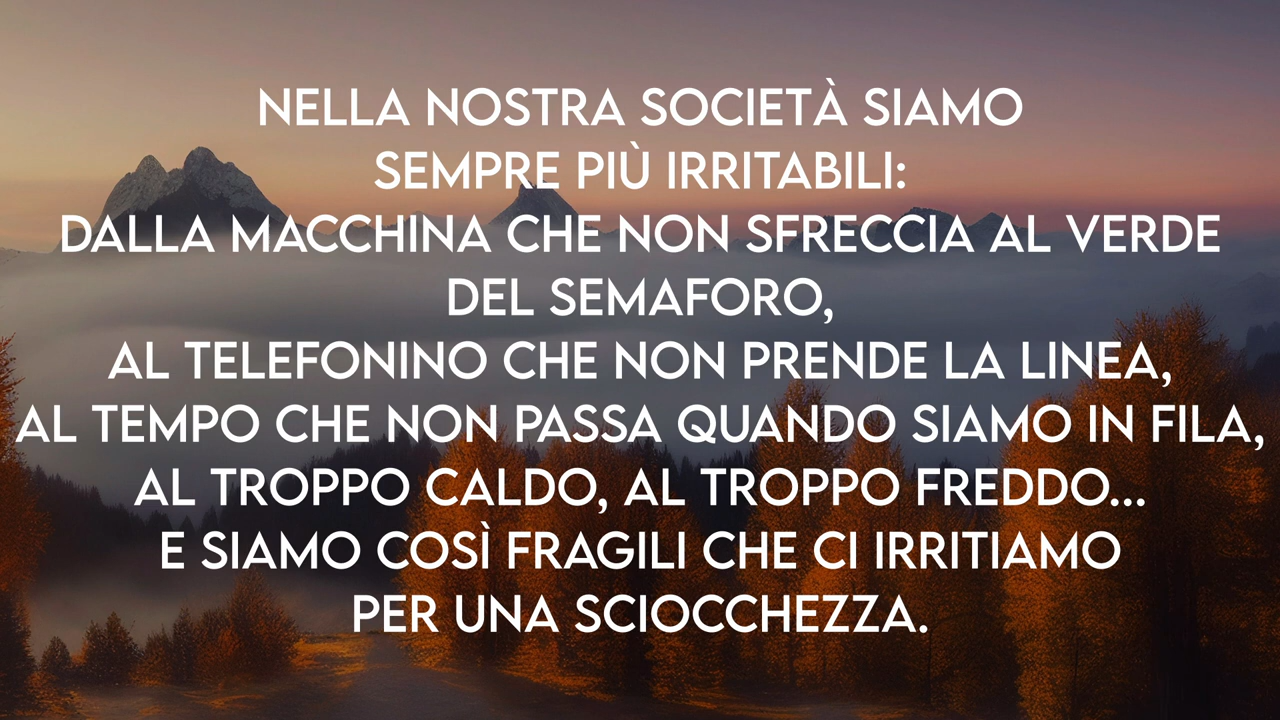 NELLA NOSTRA SOCIETÀ SIAMO
SEMPRE PIÙ IRRITABILI:
DALLA MACCHINA CHE NON SFRECCIA AL VERDE
DEL SEMAFORO,
AL TELEFONINO CHE NON PRENDE LA LINEA,
AL TEMPO CHE NON PASSA QUANDO SIAMO IN FILA,
AL TROPPO CALDO, AL TROPPO FREDDO...
E SIAMO COSÌ FRAGILI CHE CI IRRITIAMO
PER UNA SCIOCCHEZZA.